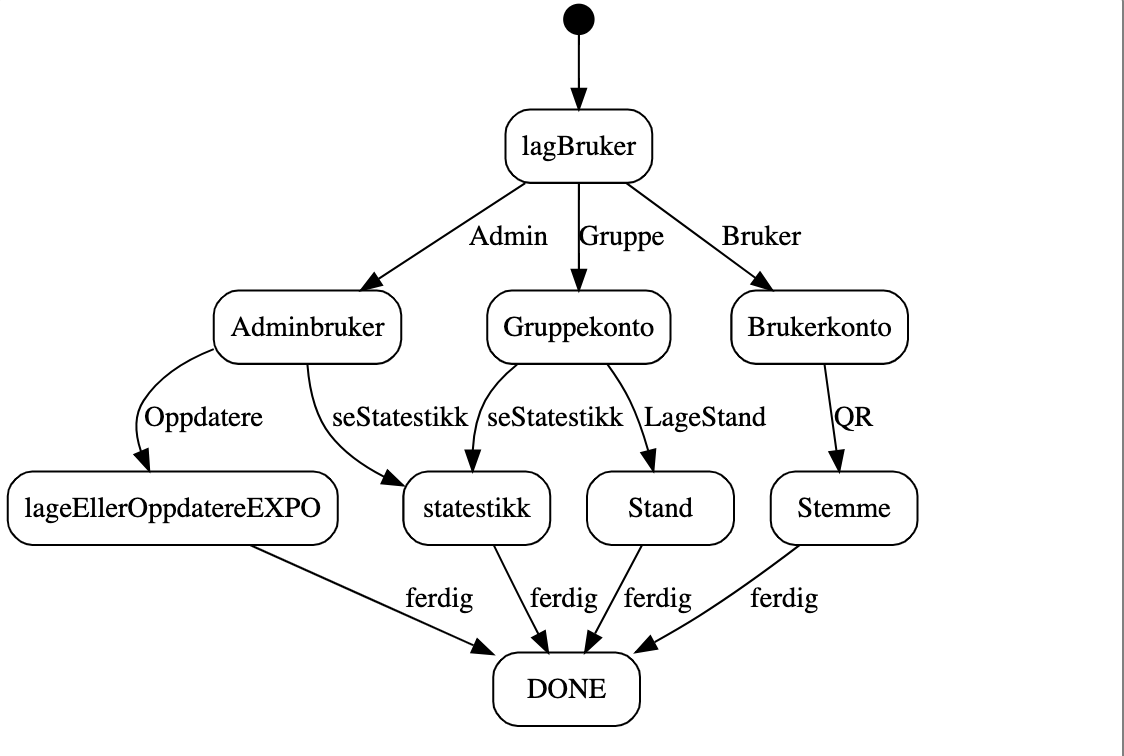 lagBruker
Admin
Gruppe
Bruker
Adminbruker
Gruppekonto
Brukerkonto
Oppdatere
seStatestikk
seStatestikk
LageStand
QR
lageEllerOppdatereEXPO
statestikk
Stand
Stemme
ferdig
ferdig
ferdig
ferdig
DONE